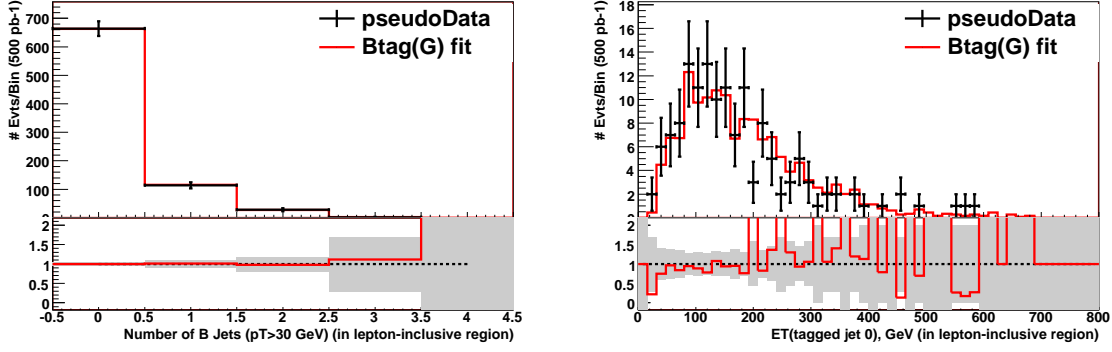 # Evts/Bin (500 pb-1)
700
600
500
400
300
200
100
0
pseudoData
Btag(G) fit
2
1.5
1
0.5
0
-0.5 0 0.5 1 1.5 2 2.5 3 3.5 4 4.5
Number of B Jets (pT>30 GeV) (in lepton-inclusive region)
# Evts/Bin (500 pb-1)
18
16
14
12
10
8
6
4
2
0
pseudoData
Btag(G) fit
2
1.5
1
0.5
0
0 100 200 300 400 500 600 700 800
ET(tagged jet 0), GeV (in lepton-inclusive region)